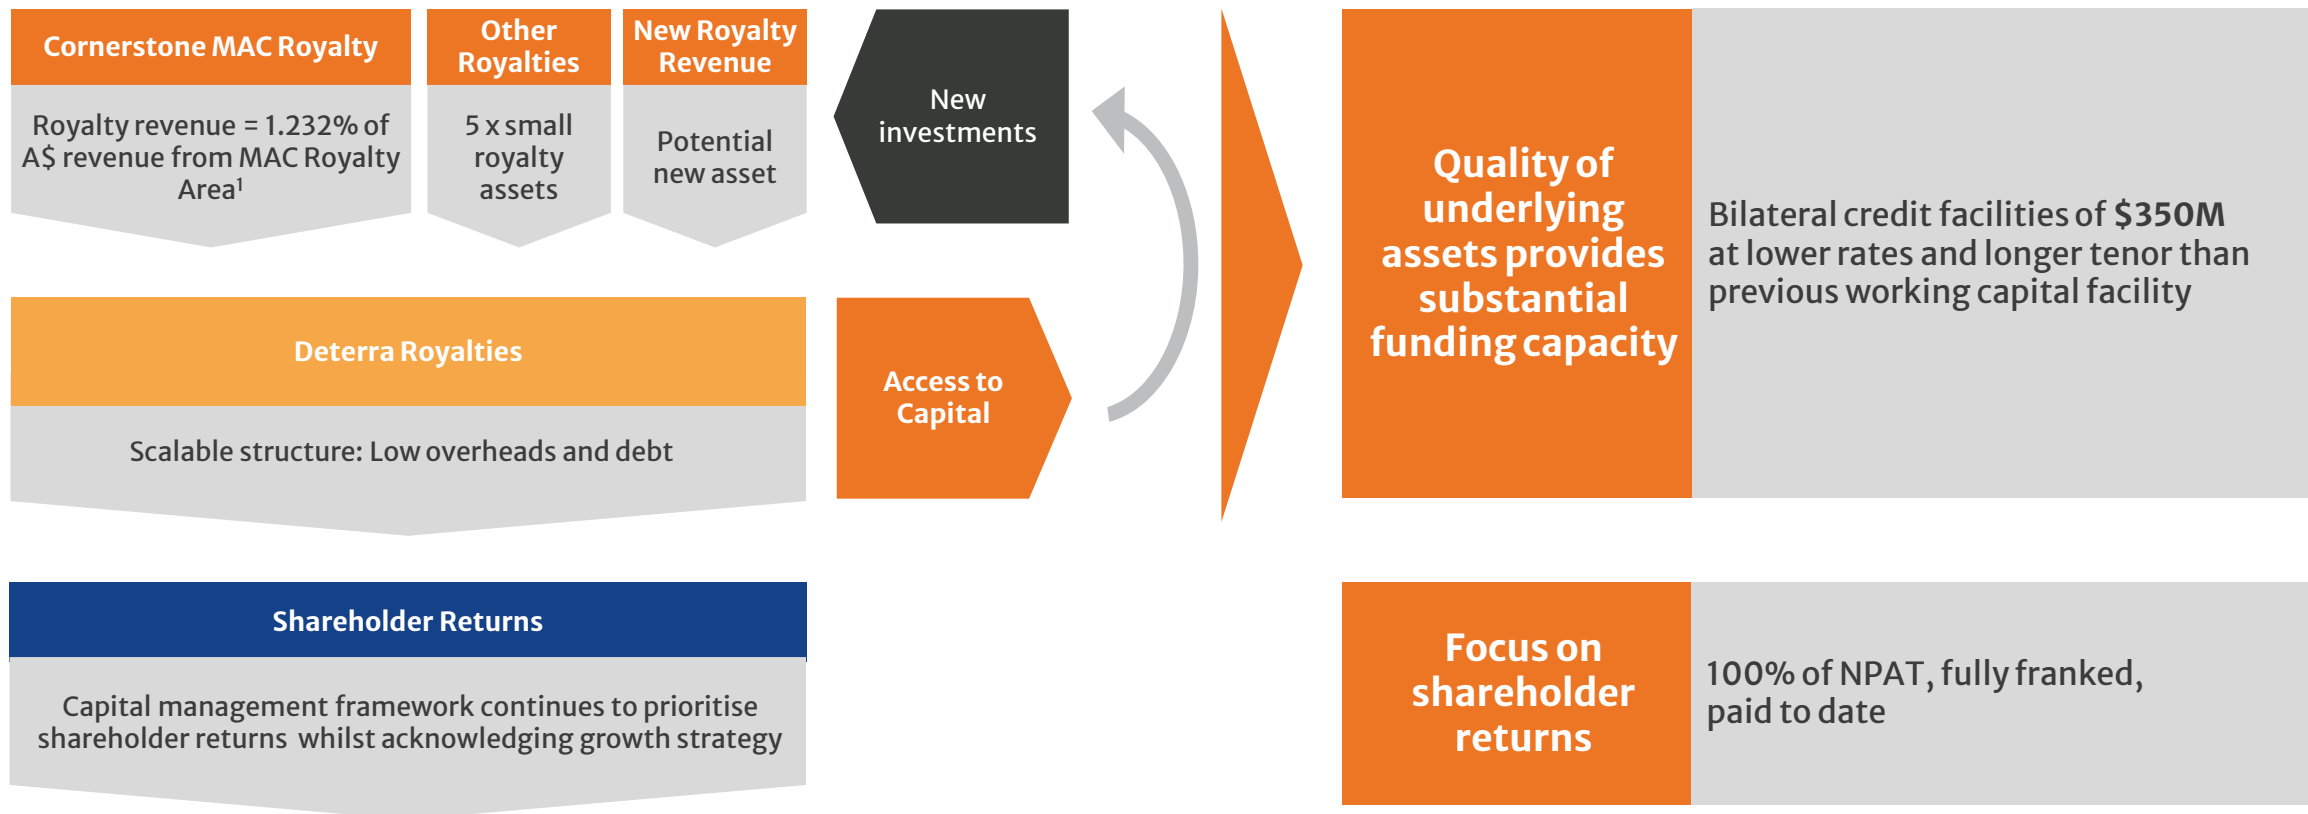 Cornerstone MAC Royalty
Royalty revenue = 1.232% of
A$ revenue from MAC Royalty
Area¹
Other
Royalties
5 x small
royalty
assets
New Royalty
Revenue
Potential
new asset
New
investments
Deterra Royalties
Scalable structure: Low overheads and debt
Access to
Capital
Shareholder Returns
Capital management framework continues to prioritise
shareholder returns whilst acknowledging growth strategy
Quality of
underlying
assets provides
substantial
funding capacity
Bilateral credit facilities of $350M
at lower rates and longer tenor than
previous working capital facility
Focus on
shareholder
returns
100% of NPAT, fully franked,
paid to date